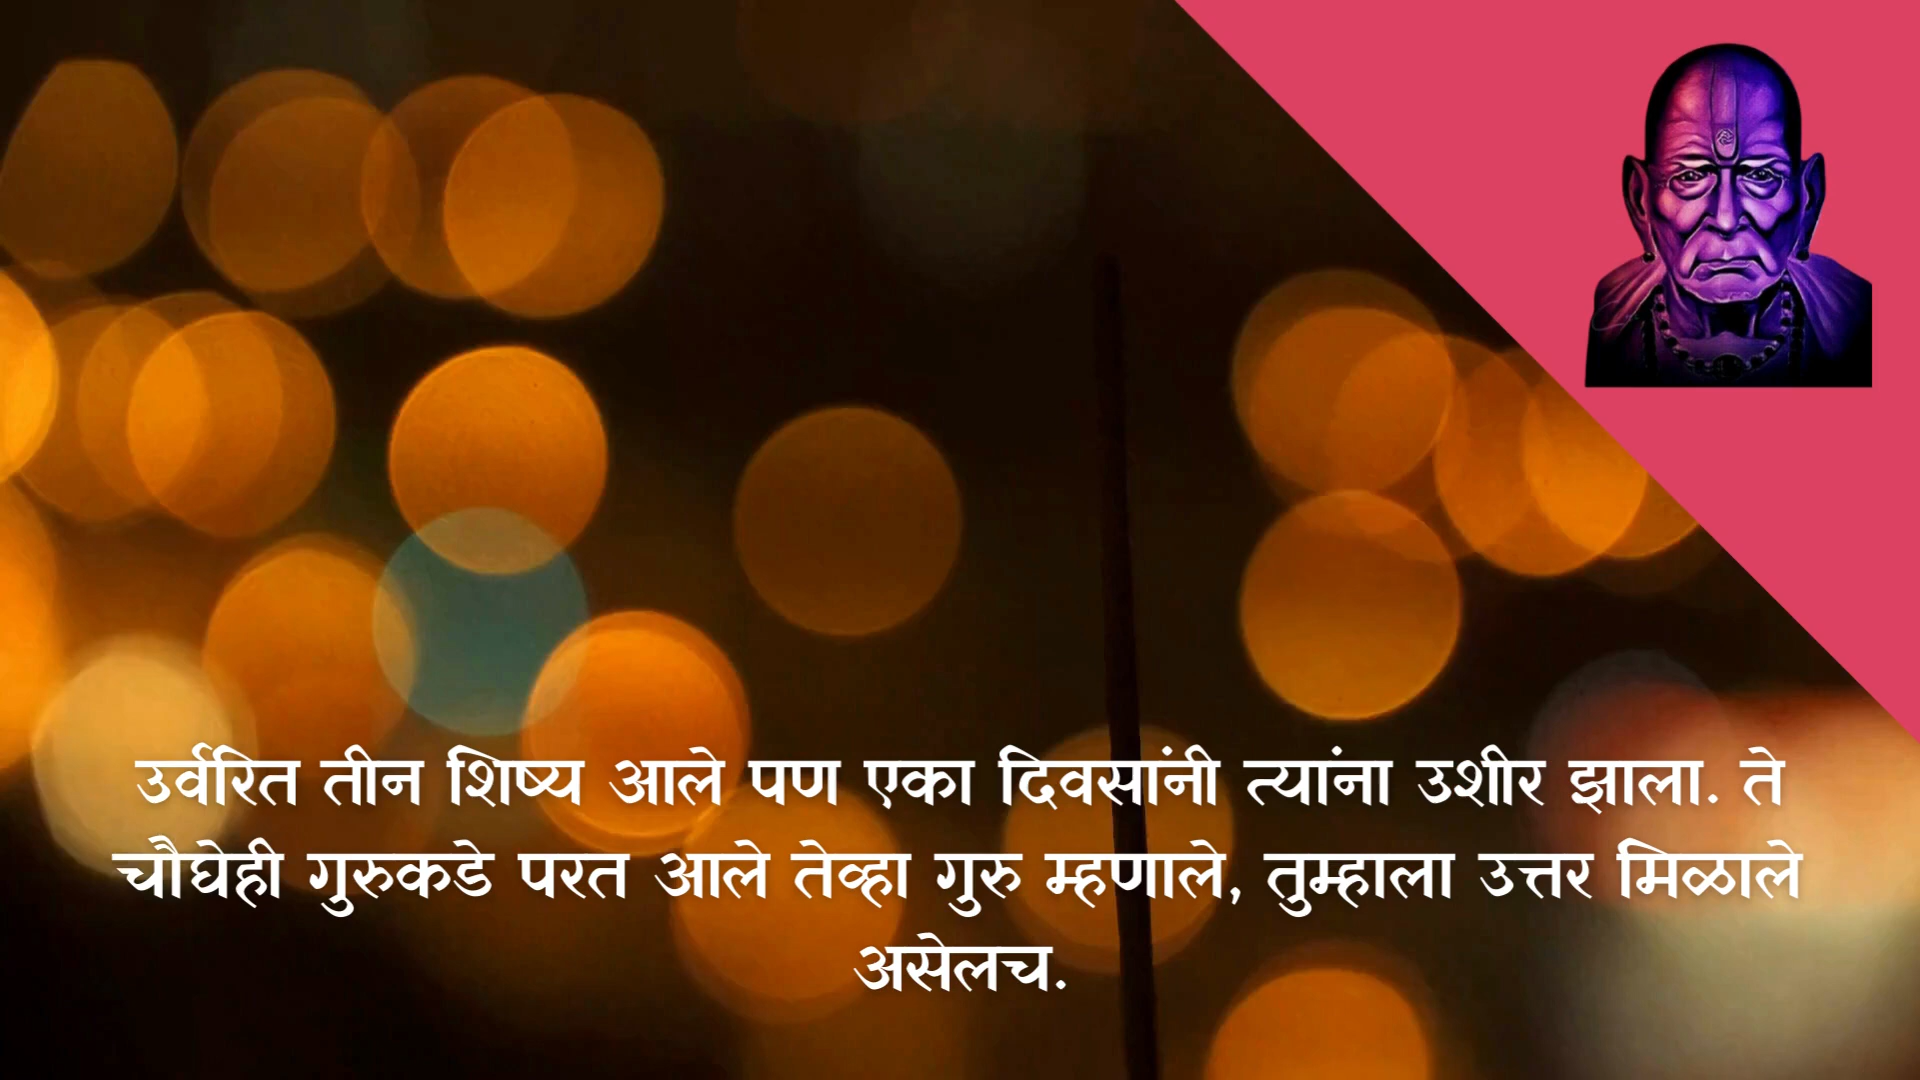 उर्वरित तीन शिष्य आले पण एका दिवसांनी त्यांना उशीर झाला. ते
चौघेही गुरुकडे परत आले तेव्हा गुरु म्हणाले, तुम्हाला उत्तर मिळाले
असेलच.